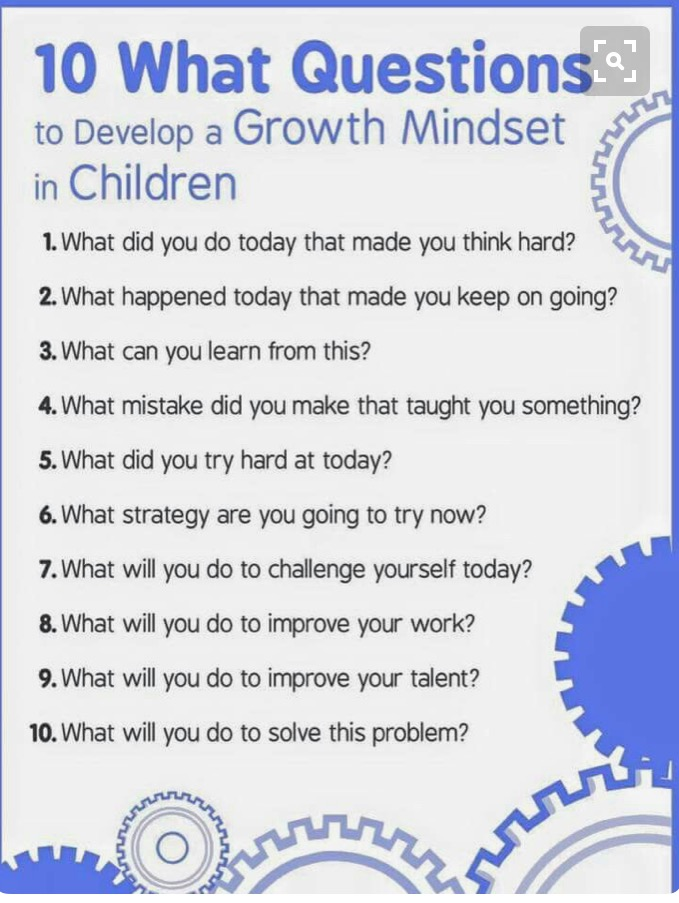 10 What Questions
to Develop a Growth Mindset
in Children
1. What did you do today that made you think hard?
2. What happened today that made you keep on going?
3. What can you learn from this?
4. What mistake did you make that taught you something?
5. What did you try hard at today?
6. What strategy are you going to try now?
7. What will you do to challenge yourself today?
8. What will you do to improve your work?
9. What will you do to improve your talent?
10. What will you do to solve this problem?